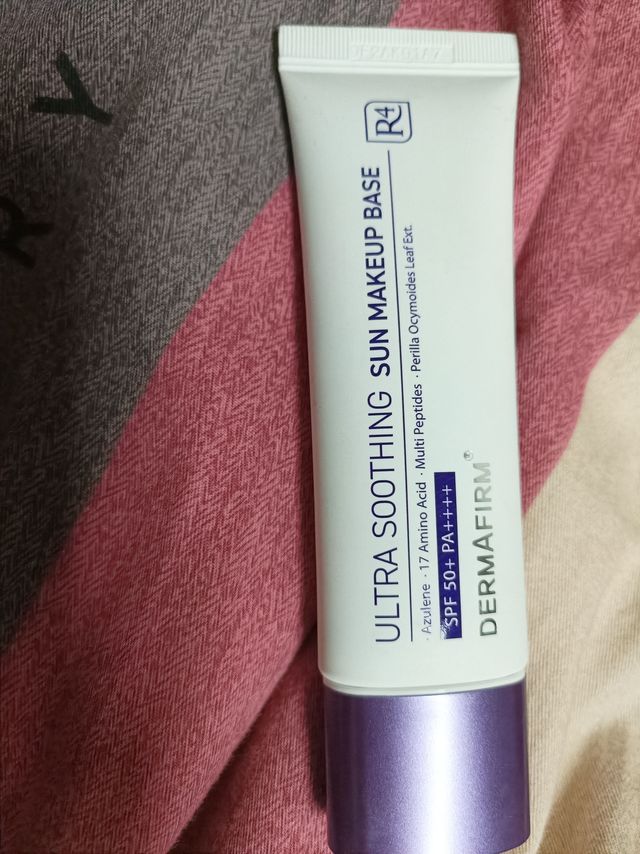 R4
ULTRA SOOTHING SUN MAKEUP BASE
· Azulene · 17 Amino Acid · Multi Peptides · Perilla Ocymoides Leaf Ext.
SPF 50+ PA++++
DERMAFIRM®
R Y